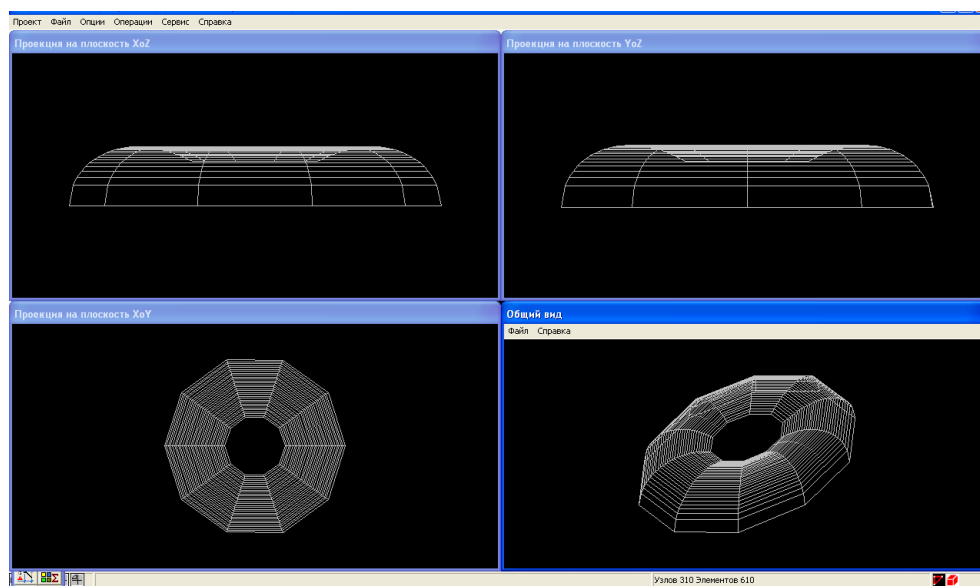 Проект Файл Опции Операции Сервис Справка
Проекция на плоскость XoZ
Проекция на плоскость YoZ
Проекция на плоскость XoY
Общий вид
Файл Справка
Узлов 310 Элементов 610